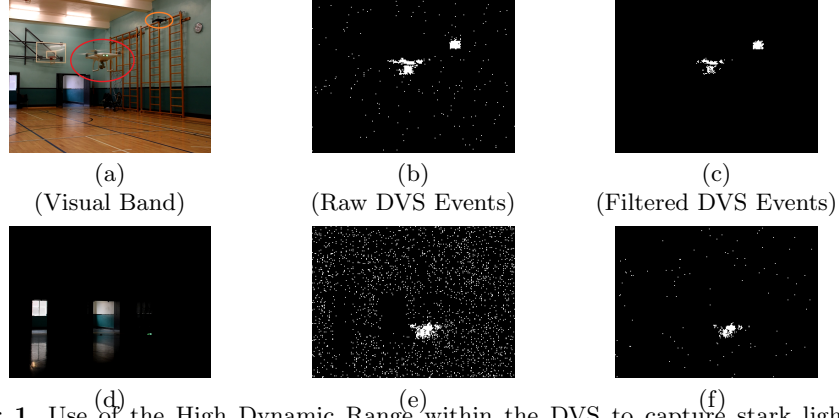 (a)
(b)
(c)
(Visual Band)
(Raw DVS Events)
(Filtered DVS Events)
(d)
(e)
(f)
1. Use of the High Dynamic Range within the DVS to capture stark